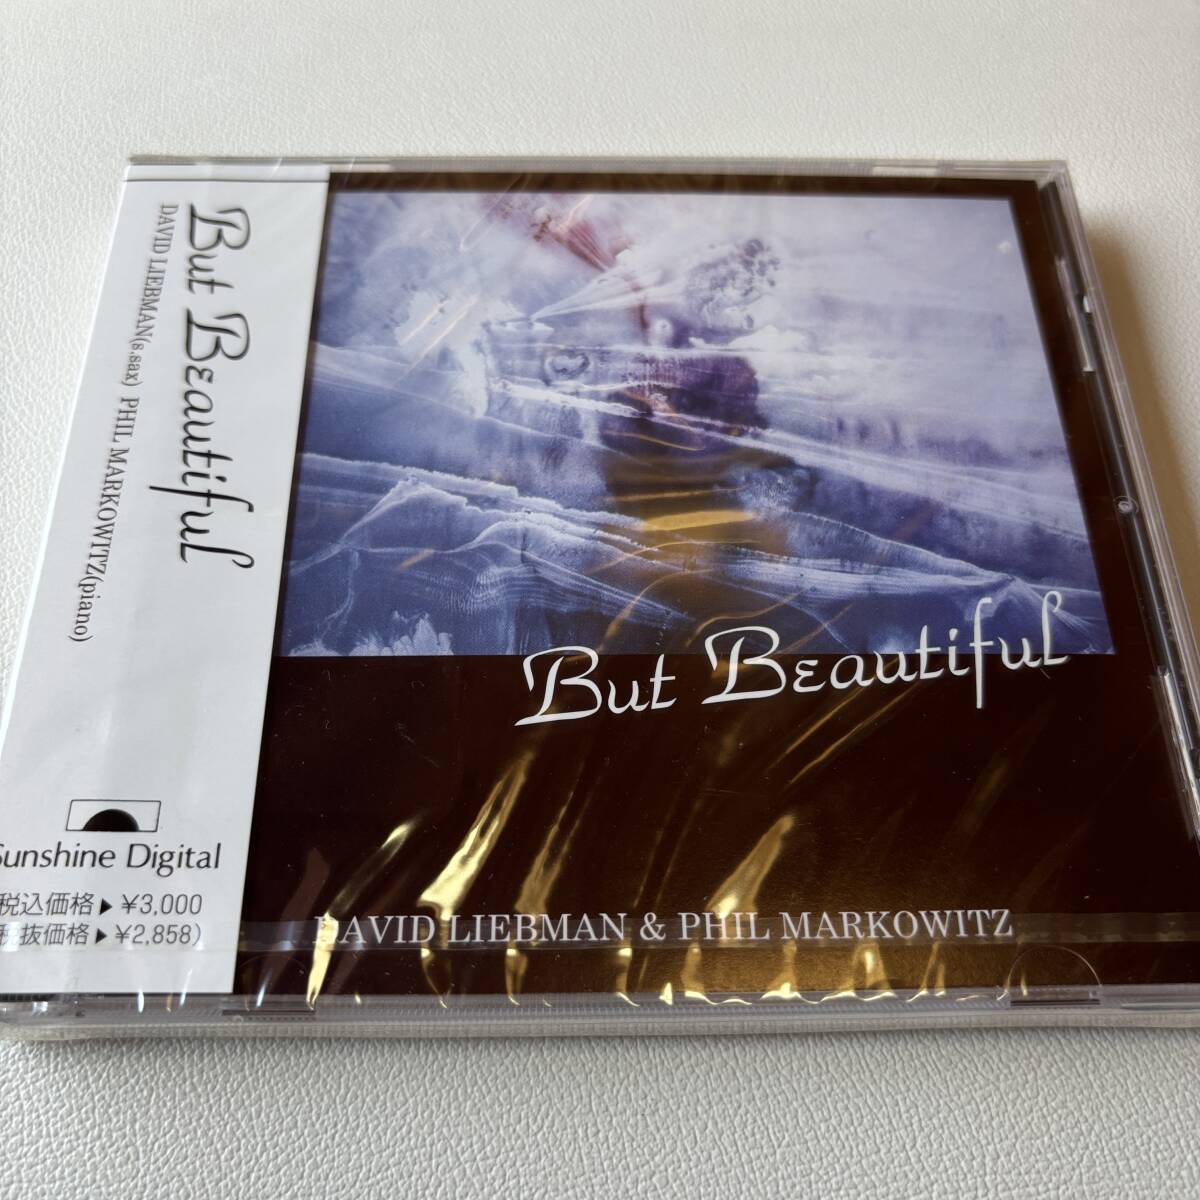 But Beautiful
DAVID LIEBMAN(s.sax) PHIL MARKOWITZ(piano)
Sunshine Digital
税込価格▶¥3,000
税抜価格▶¥2,858)
But Beautiful
DAVID LIEBMAN & PHIL MARKOWITZ